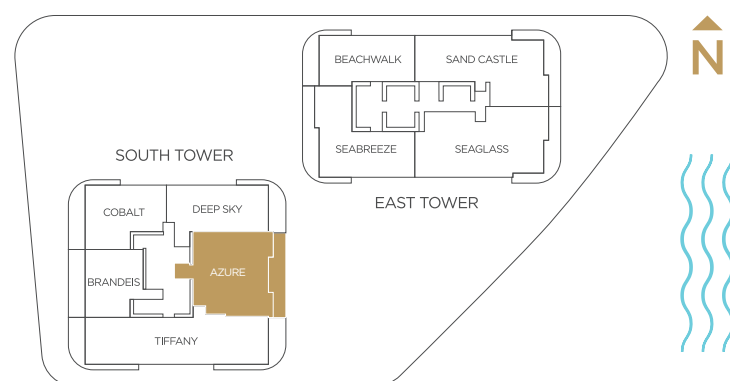 N
BEACHWALK
SAND CASTLE
SEABREEZE
SEAGLASS
EAST TOWER
SOUTH TOWER
COBALT
DEEP SKY
BRANDEIS
AZURE
TIFFANY